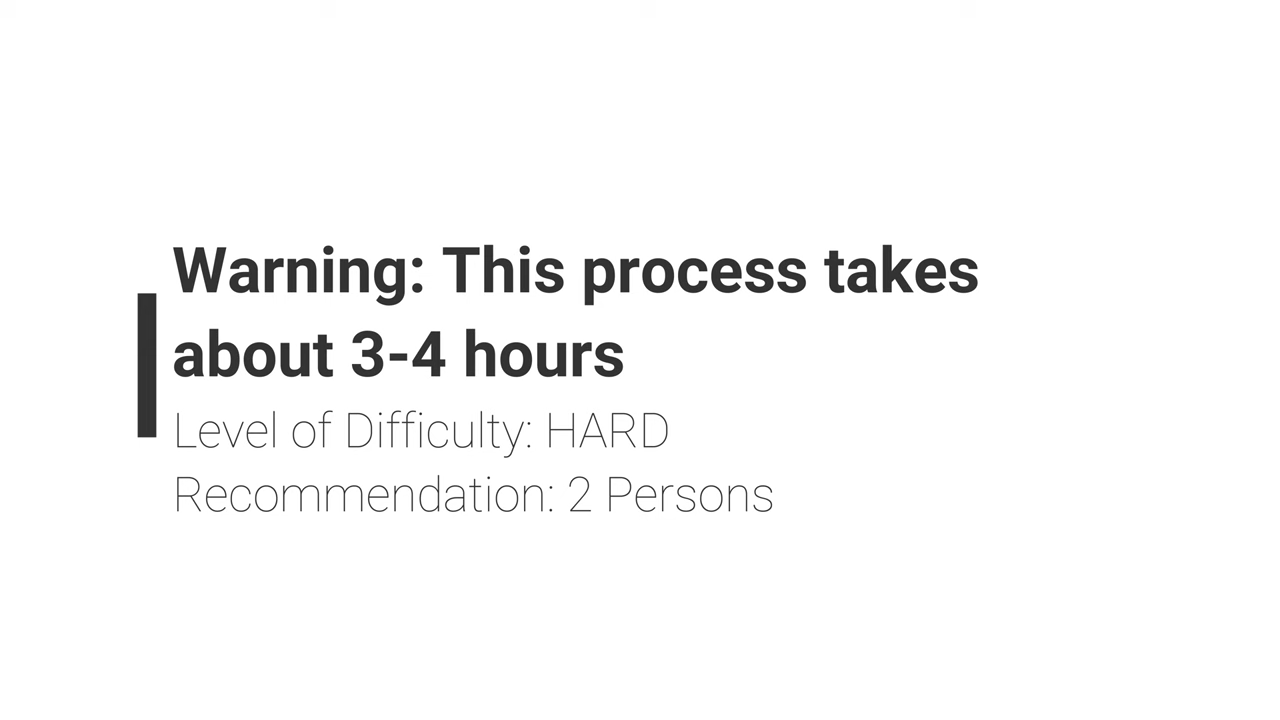 Warning: This process takes
about 3-4 hours
Level of Difficulty: HARD
Recommendation: 2 Persons